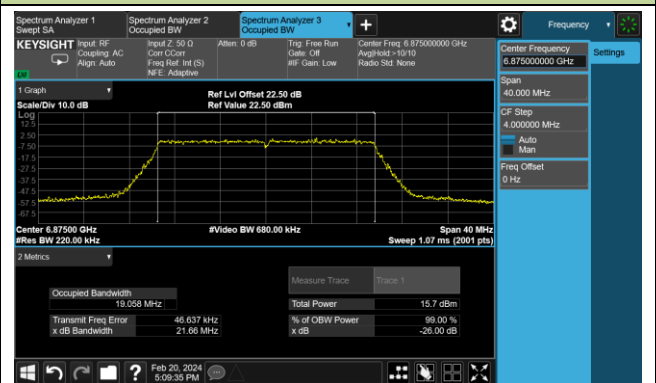 Spectrum Analyzer 1
Swept SA
Spectrum Analyzer 2
Occupied BW
Spectrum Analyzer 3
Occupied BW
Frequency
KEYSIGHT
Input: RF
Coupling: AC
Align: Auto
Input Z: 50 Ω
Corr CCorr
Freq Ref: Int (S)
NFE: Adaptive
Atten: 0 dB
Trig: Free Run
Gate: Off
#IF Gain: Low
Center Freq: 6.875000000 GHz
Avg|Hold:>10/10
Radio Std: None
Center Frequency
6.875000000 GHz
Settings
Span
40.000 MHz
CF Step
4.000000 MHz
Auto
Man
Freq Offset
0 Hz
1 Graph
Scale/Div 10.0 dB
Ref Lvl Offset 22.50 dB
Ref Value 22.50 dBm
Log
12.5
2.50
-7.50
-17.5
-27.5
-37.5
-47.5
-57.5
-67.5
Center 6.87500 GHz
#Res BW 220.00 kHz
#Video BW 680.00 kHz
Span 40 MHz
Sweep 1.07 ms (2001 pts)
2 Metrics
Measure Trace
Trace 1
Occupied Bandwidth
19.058 MHz
Total Power
15.7 dBm
Transmit Freq Error
46.637 kHz
% of OBW Power
99.00 %
x dB Bandwidth
21.66 MHz
x dB
-26.00 dB
?
Feb 20, 2024
5:09:35 PM